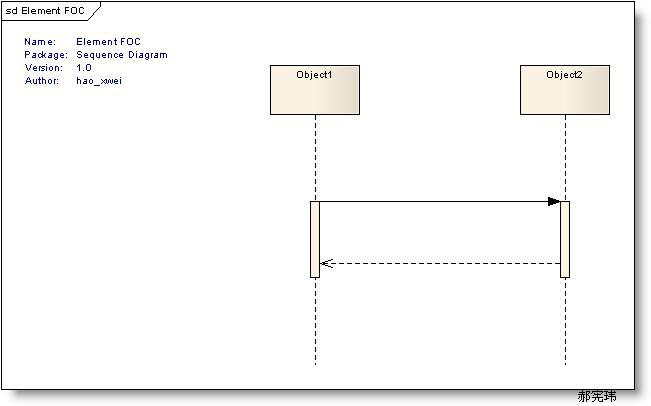 sd Element FOC
Name: Element FOC
Package: Sequence Diagram
Version: 1.0
Author: hao_xwei
Object1 Object2
郝宪玮